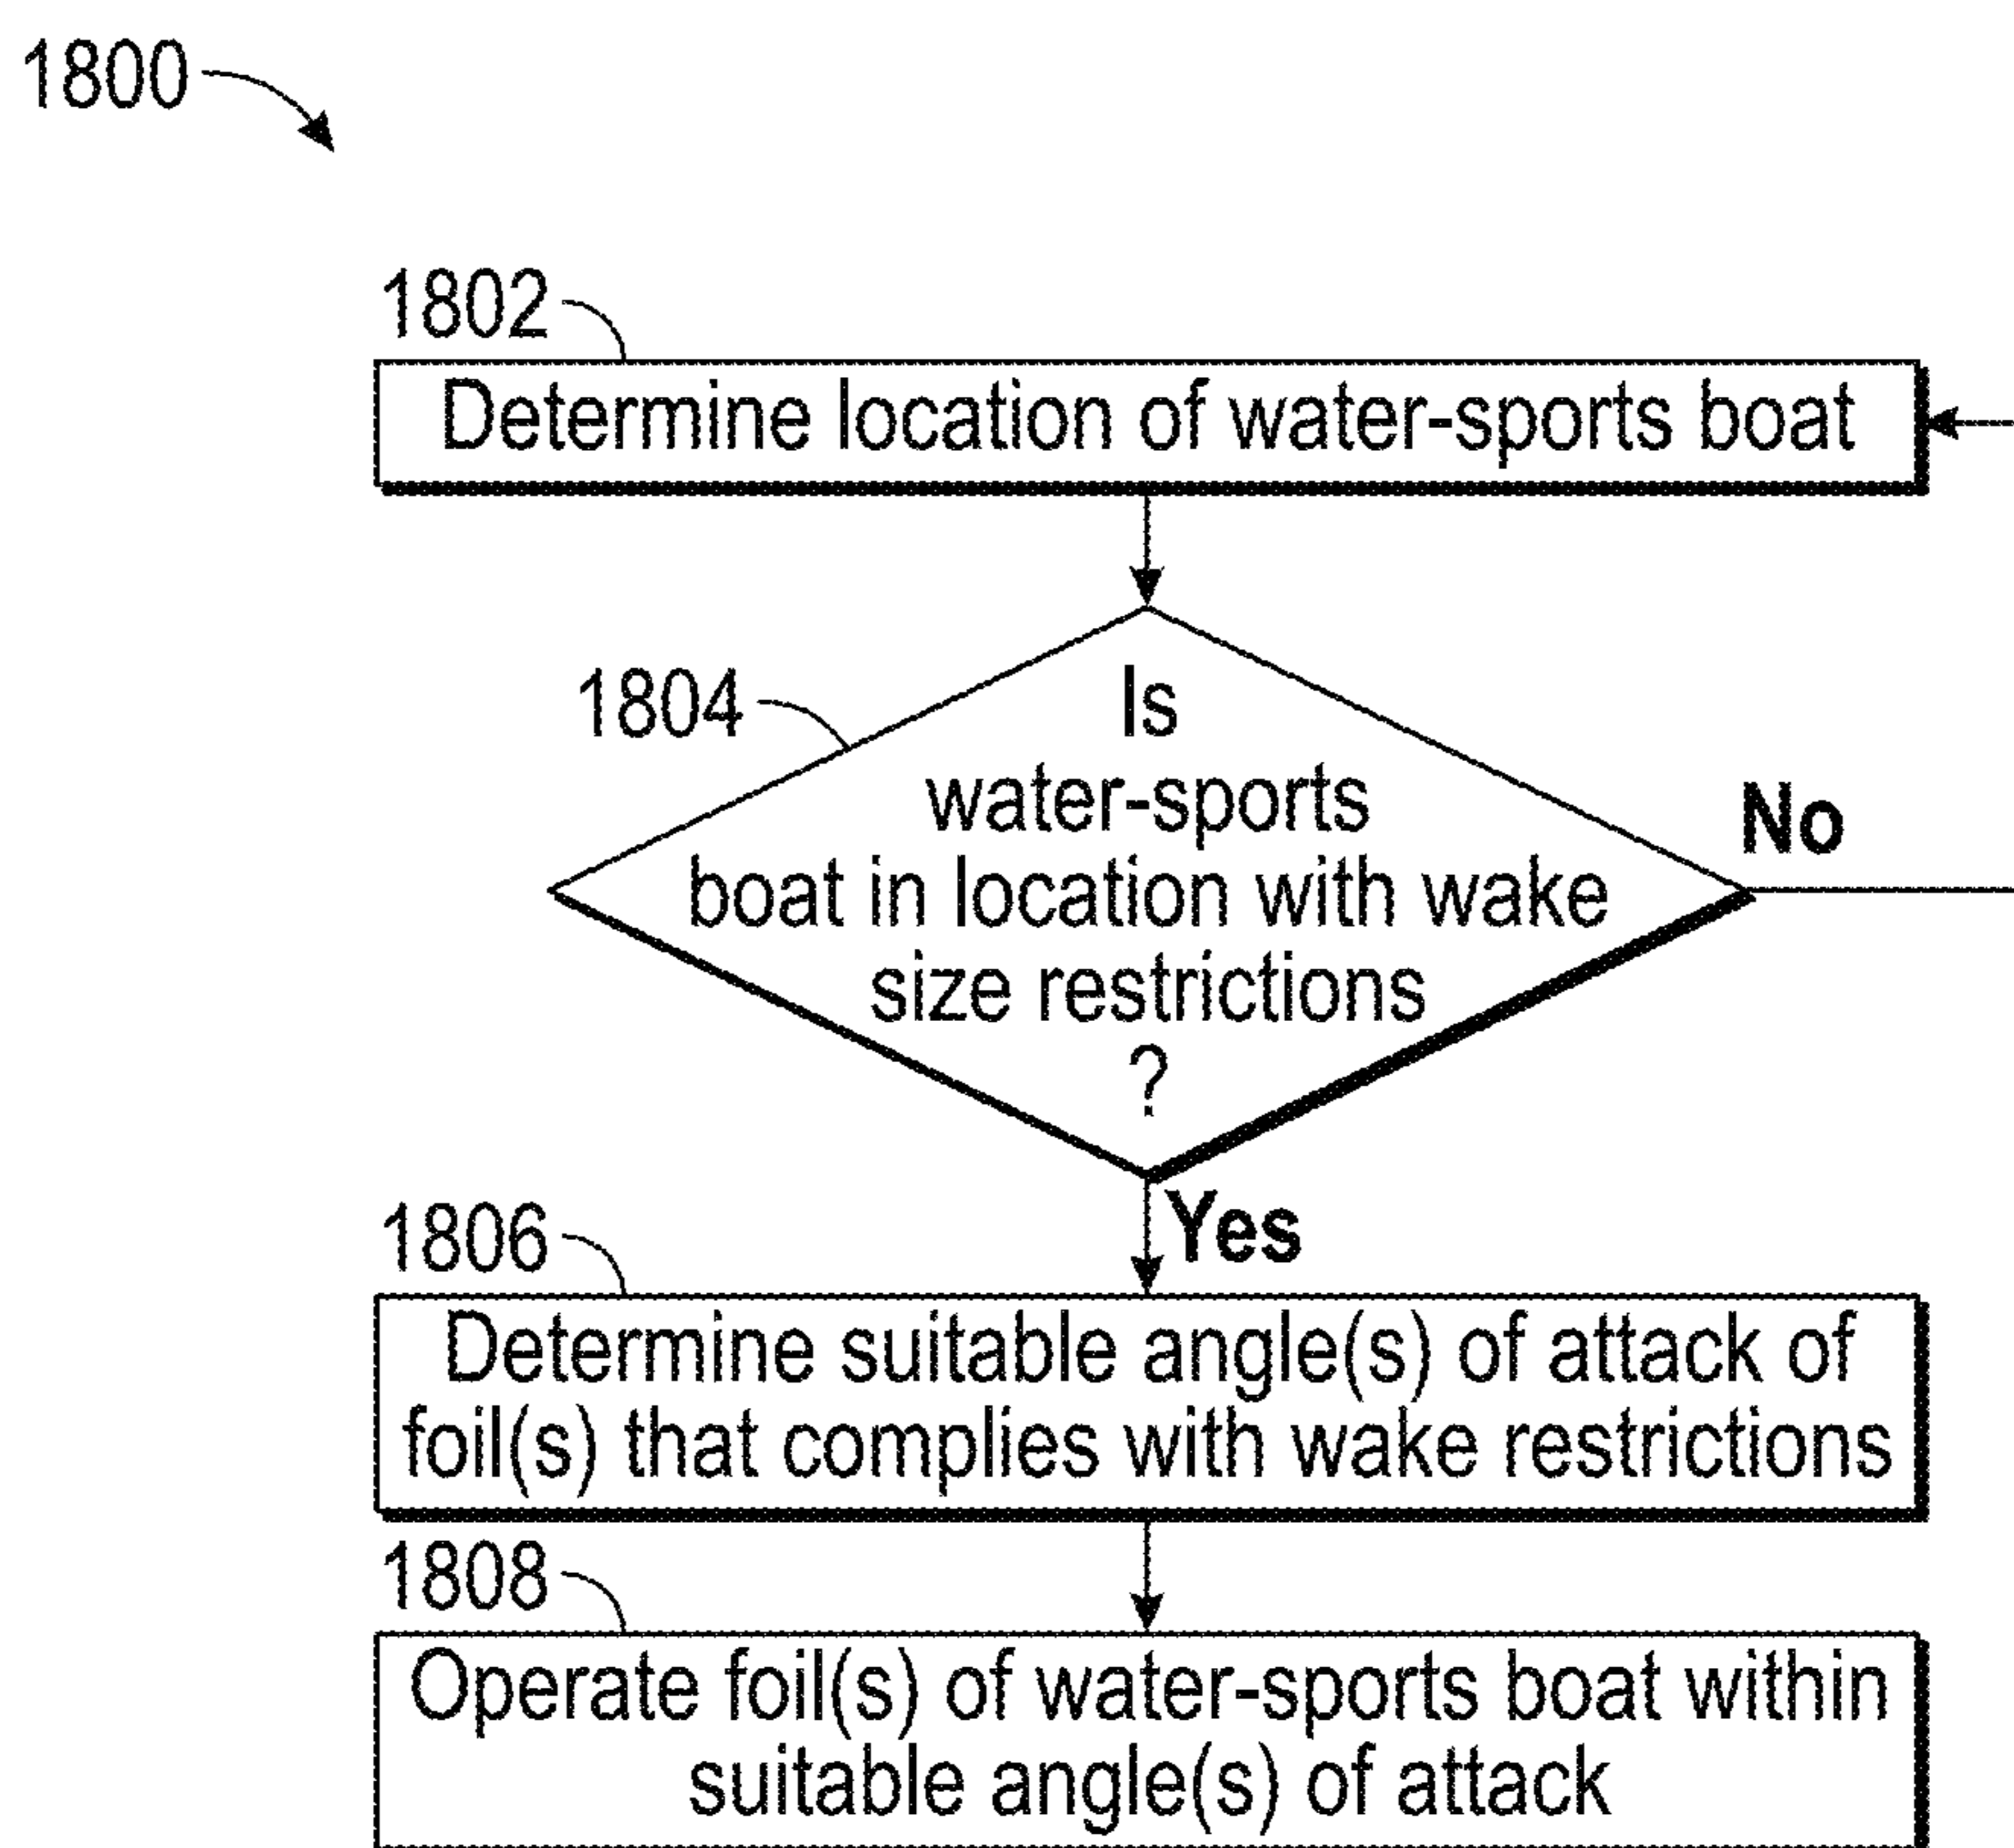 1800
1802
Determine location of water-sports boat
1804
Is
water-sports
boat in location with wake
size restrictions
?
No
Yes
1806
Determine suitable angle(s) of attack of
foil(s) that complies with wake restrictions
1808
Operate foil(s) of water-sports boat within
suitable angle(s) of attack